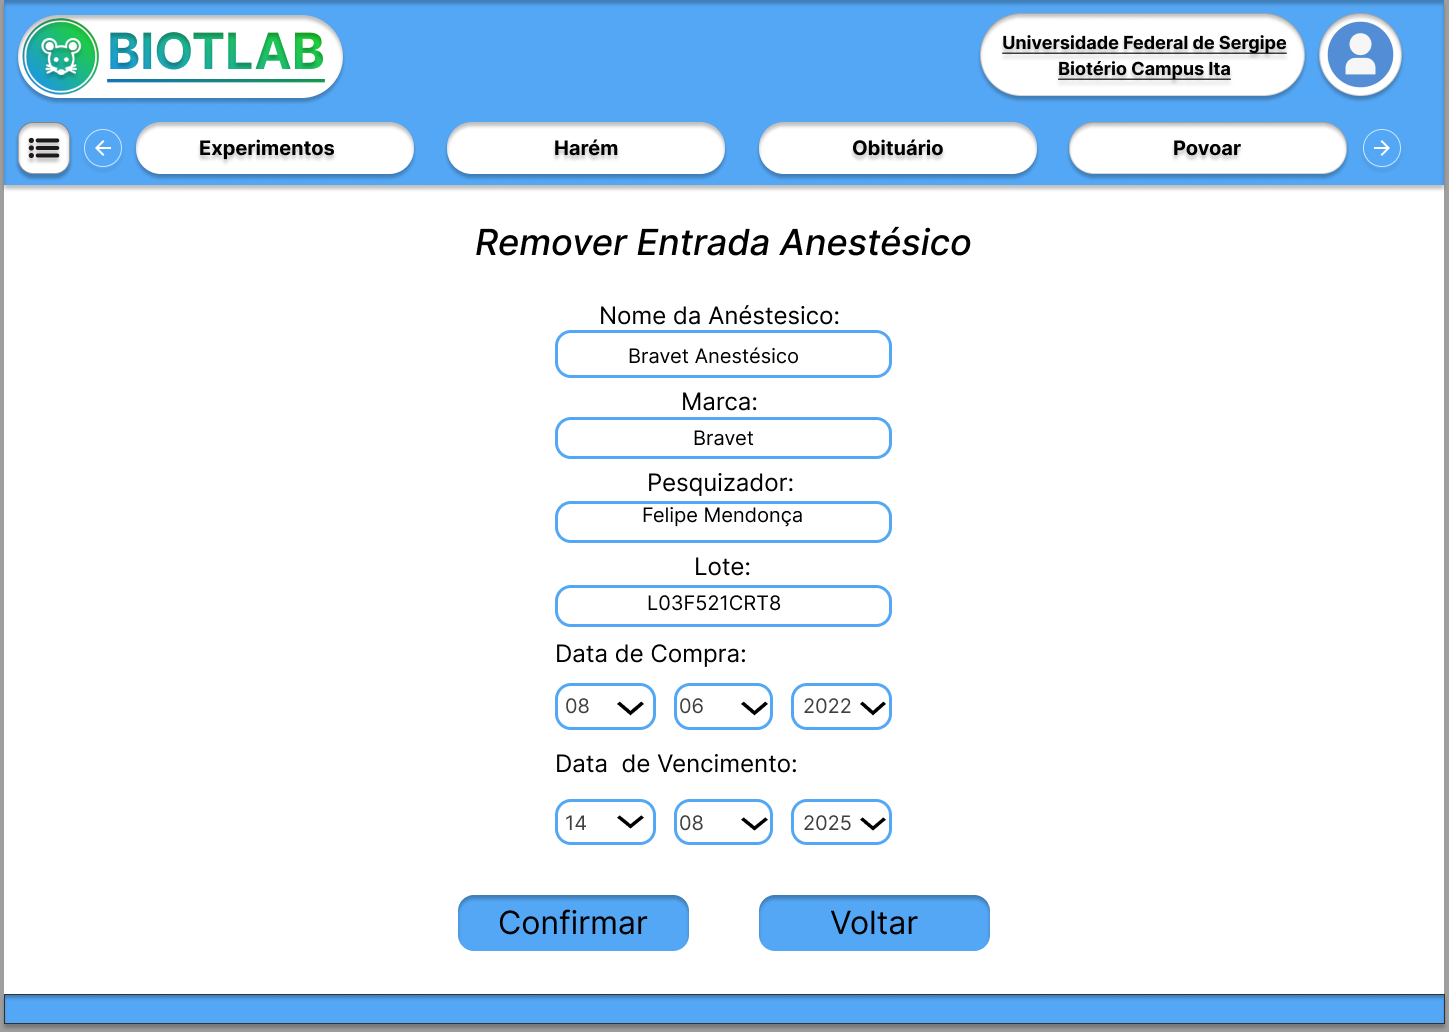 BIOTLAB
Universidade Federal de Sergipe
Biotério Campus Ita
Experimentos
Harém
Obituário
Povoar
Remover Entrada Anestésico
Nome da Anéstesico:
Bravet Anestésico
Marca:
Bravet
Pesquizador:
Felipe Mendonça
Lote:
L03F521CRT8
Data de Compra:
08 06 2022
Data  de Vencimento:
14 08 2025
Confirmar
Voltar